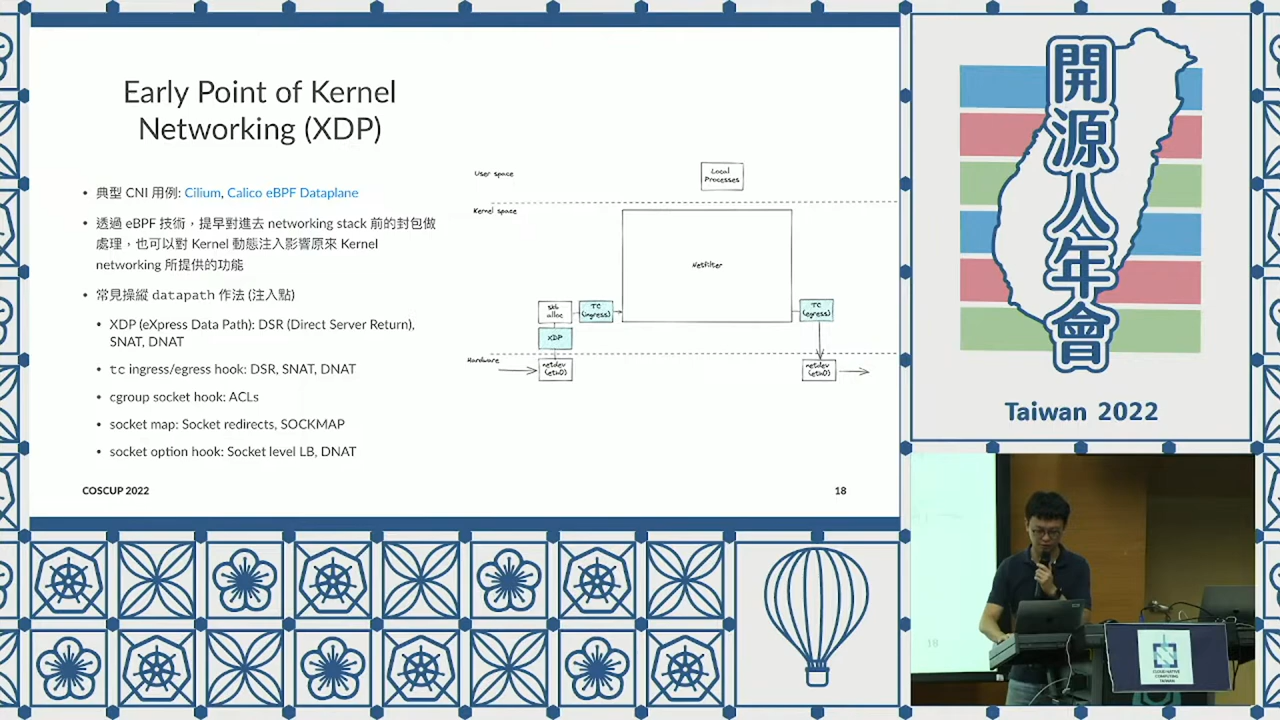 Early Point of Kernel
Networking (XDP)
• 典型 CNI 用例: Cilium, Calico eBPF Dataplane
• 透過 eBPF 技術，提早對進去 networking stack 前的封包做
處理，也可以對 Kernel 動態注入影響原來 Kernel
networking 所提供的功能
• 常見操縱 datapath 作法 (注入點)
• XDP (eXpress Data Path): DSR (Direct Server Return),
SNAT, DNAT
• tc ingress/egress hook: DSR, SNAT, DNAT
• cgroup socket hook: ACLs
• socket map: Socket redirects, SOCKMAP
• socket option hook: Socket level LB, DNAT
COSCUP 2022
18
User space
Local
Processes
Kernel space
Netfilter
skb
alloc
TC
(ingress)
TC
(egress)
XDP
Hardware
netdev
(eth0)
netdev
(eth0)
開源人年會
Taiwan 2022
18
CLOUD NATIVE
COMPUTING
TAIWAN